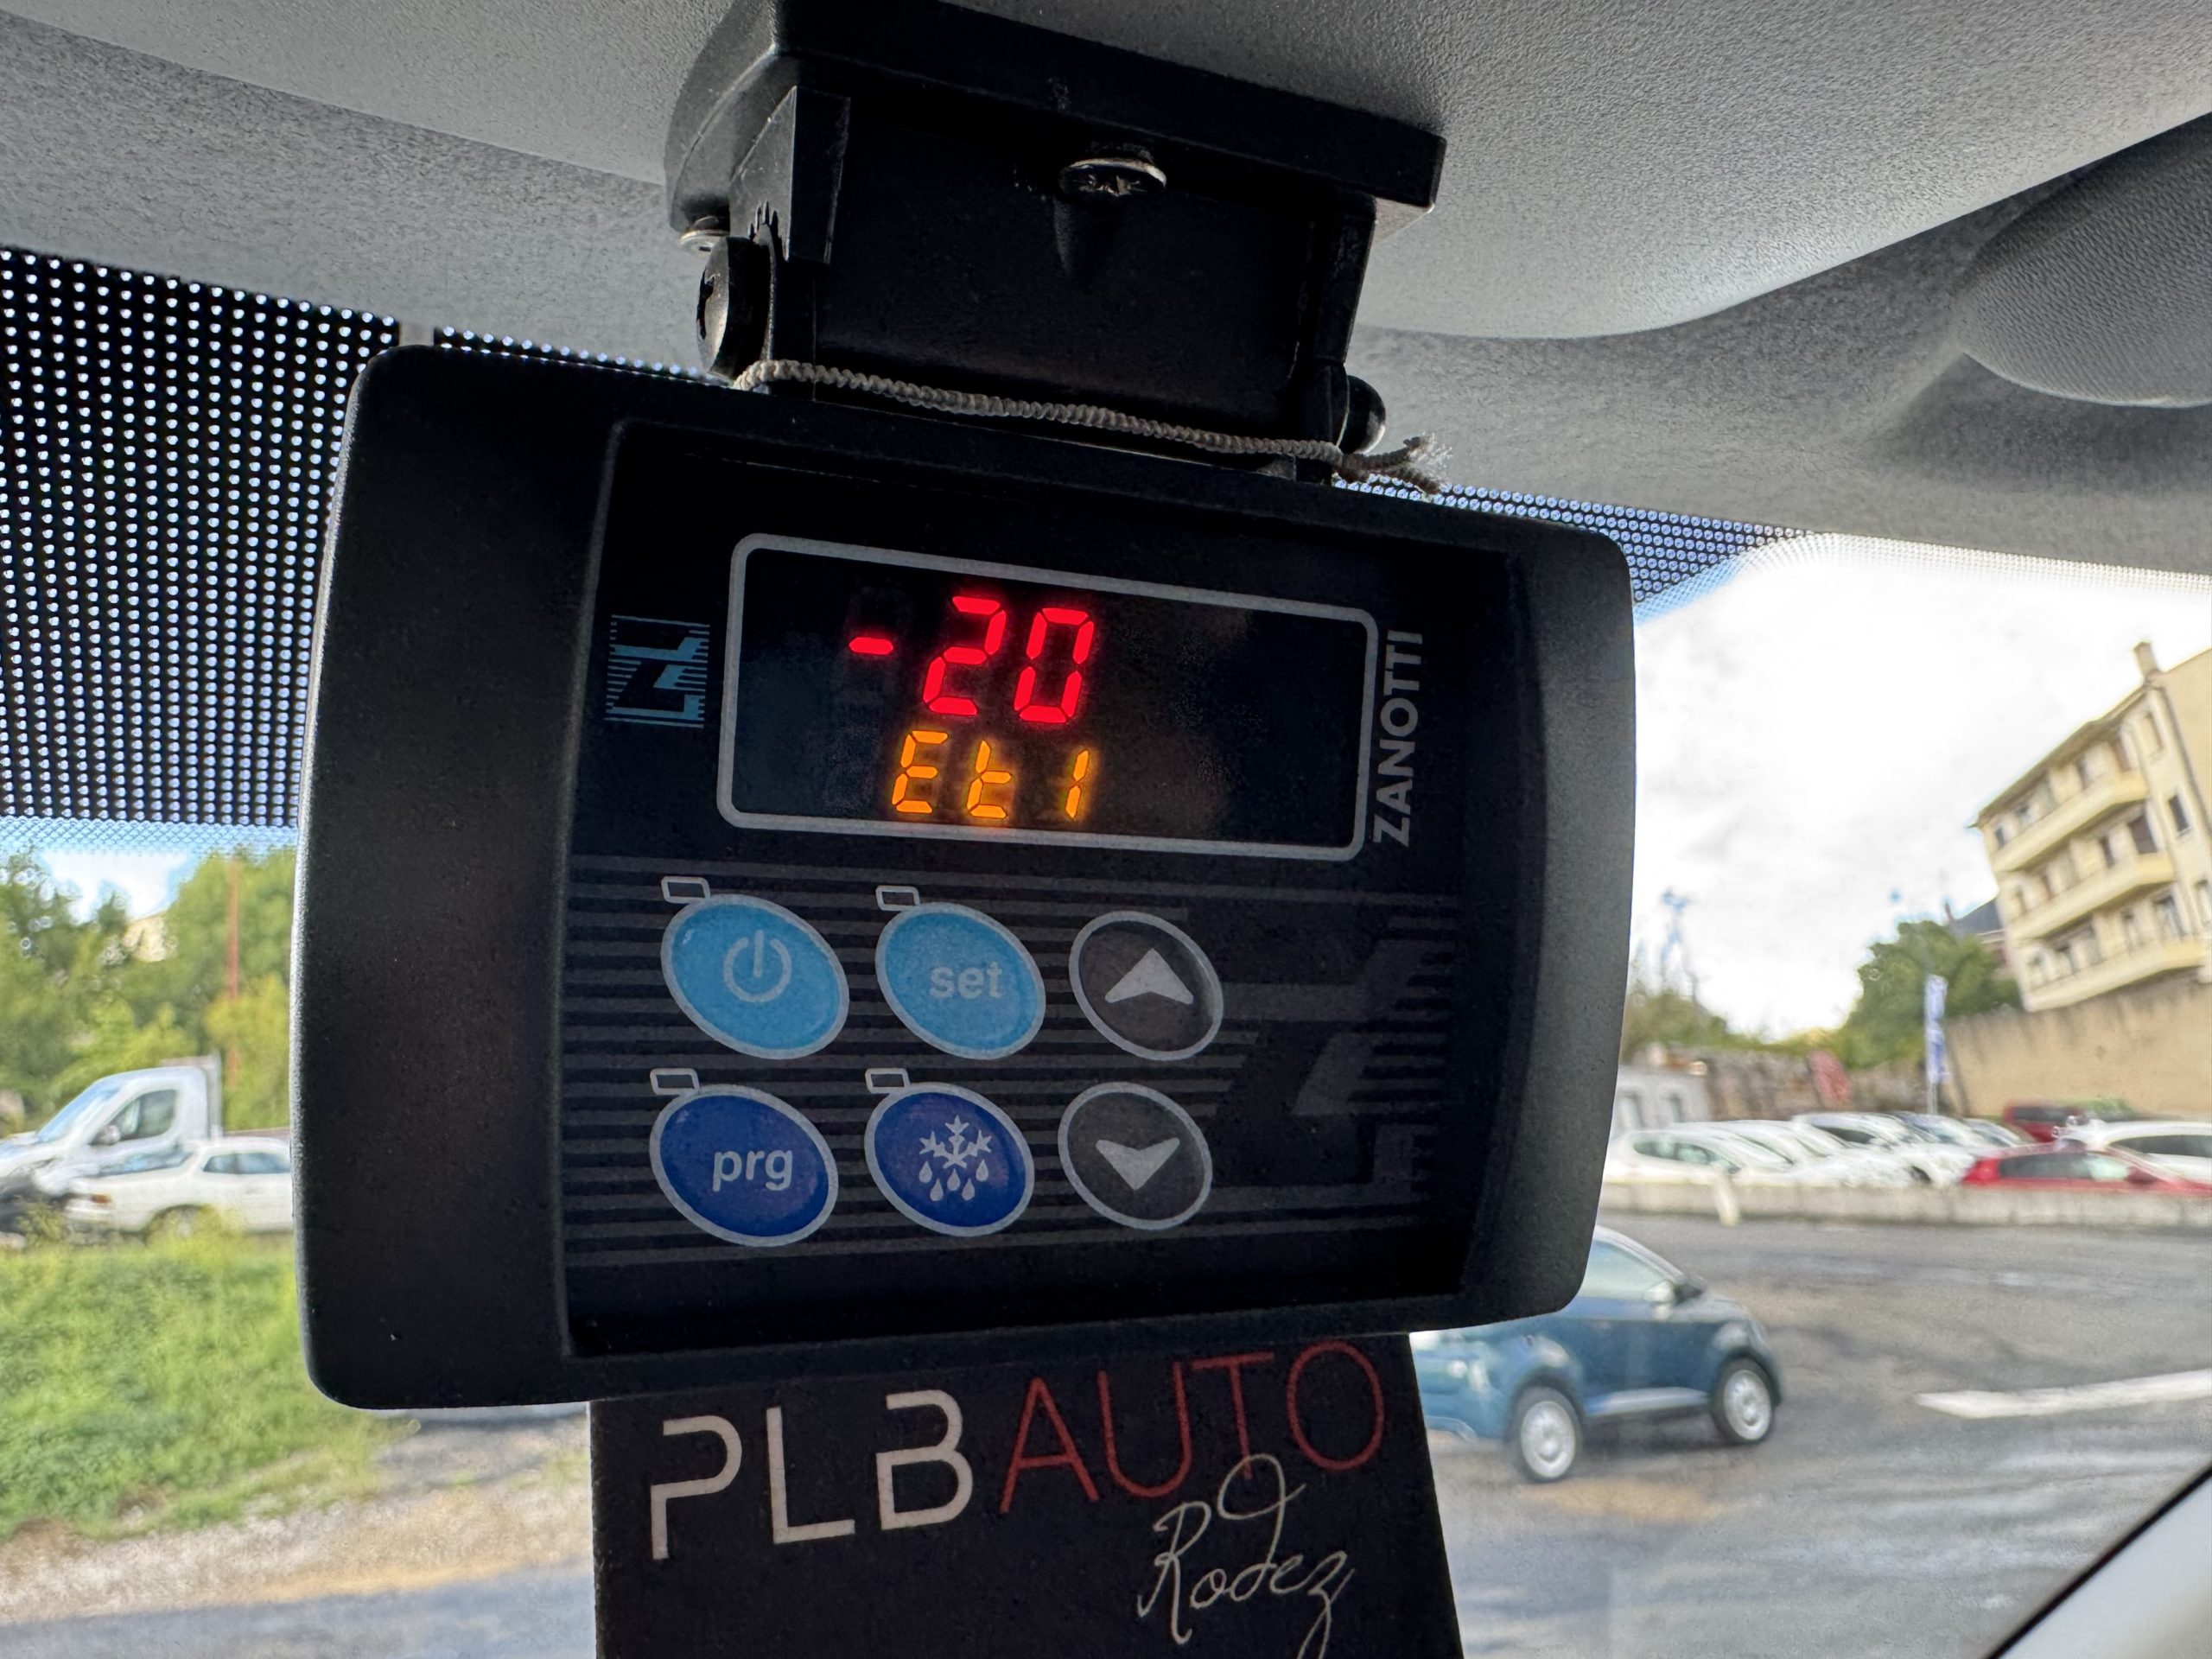 -20
Et1
ZANOTTI
set
prg
PLBAUTO
Rodez